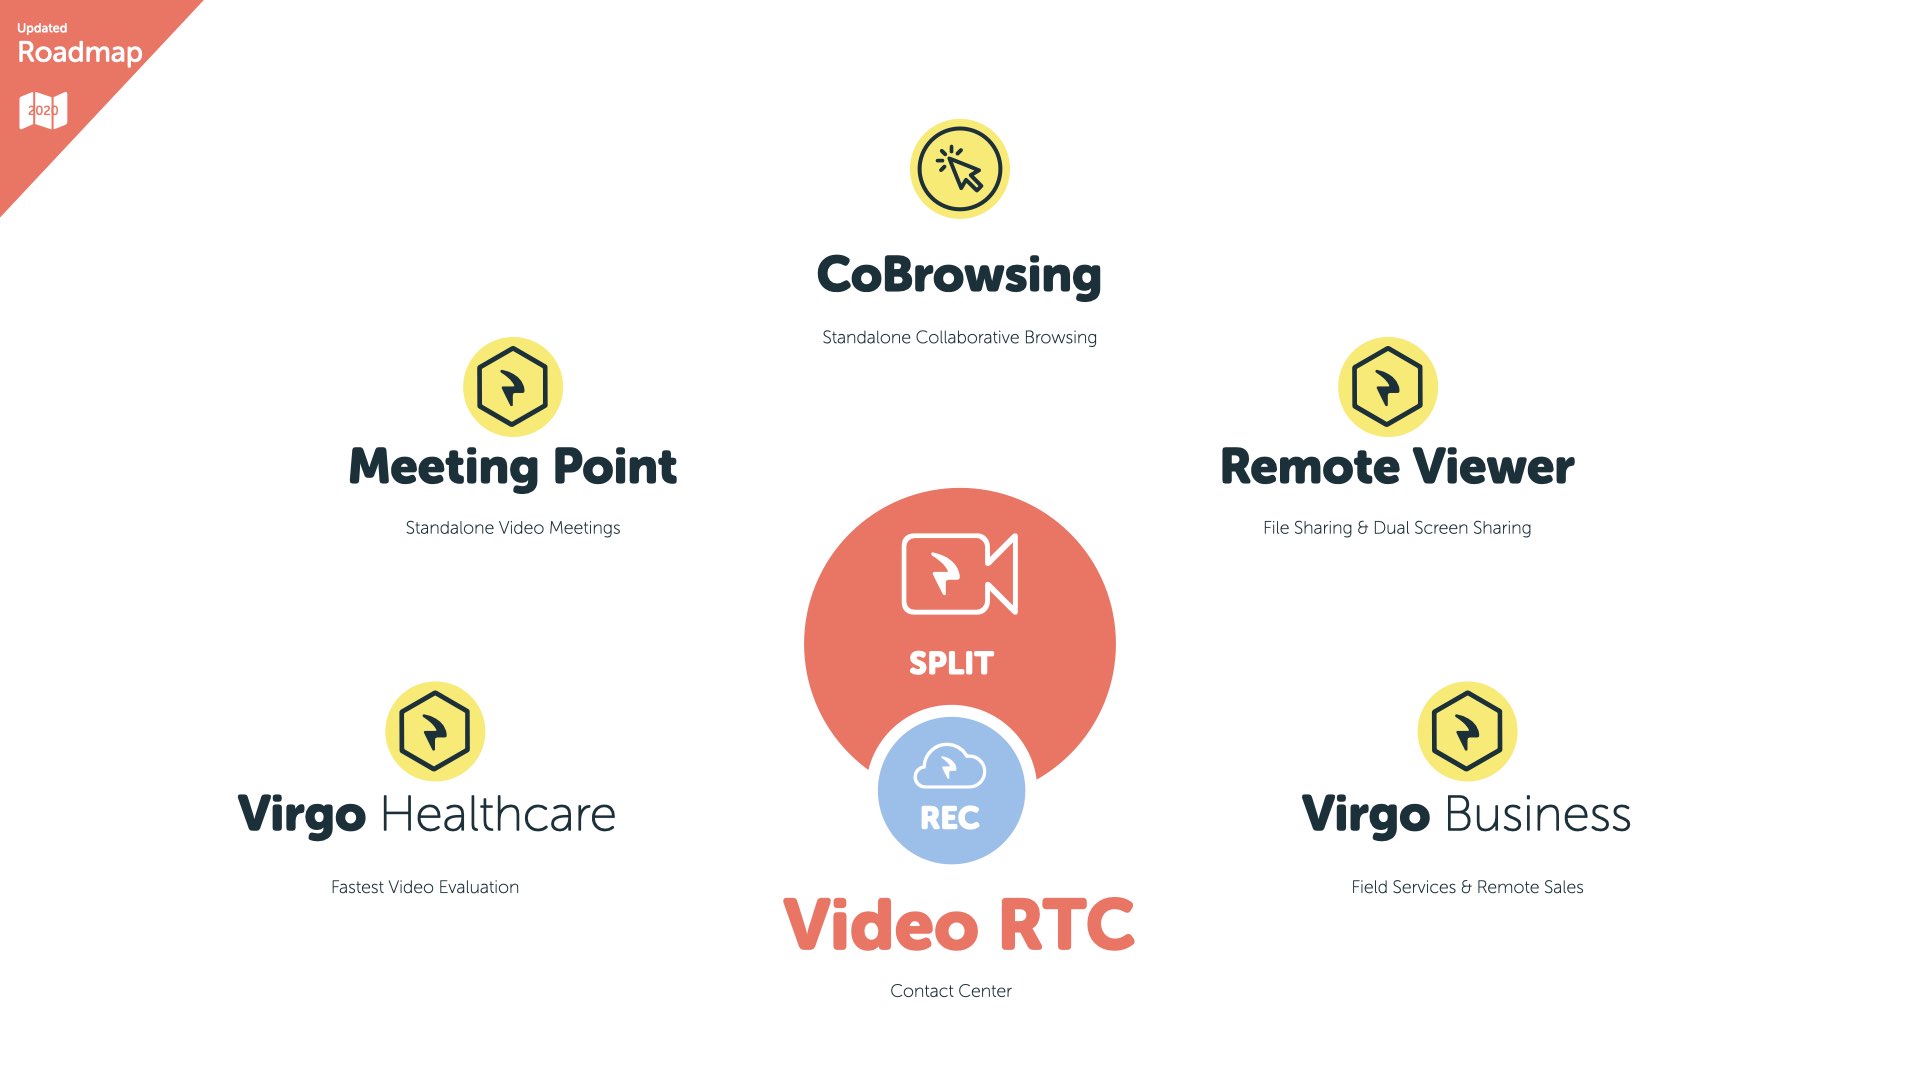 Updated
Roadmap
2020
CoBrowsing
Standalone Collaborative Browsing
Meeting Point
Standalone Video Meetings
Remote Viewer
File Sharing & Dual Screen Sharing
SPLIT
REC
Virgo Healthcare
Fastest Video Evaluation
Virgo Business
Field Services & Remote Sales
Video RTC
Contact Center